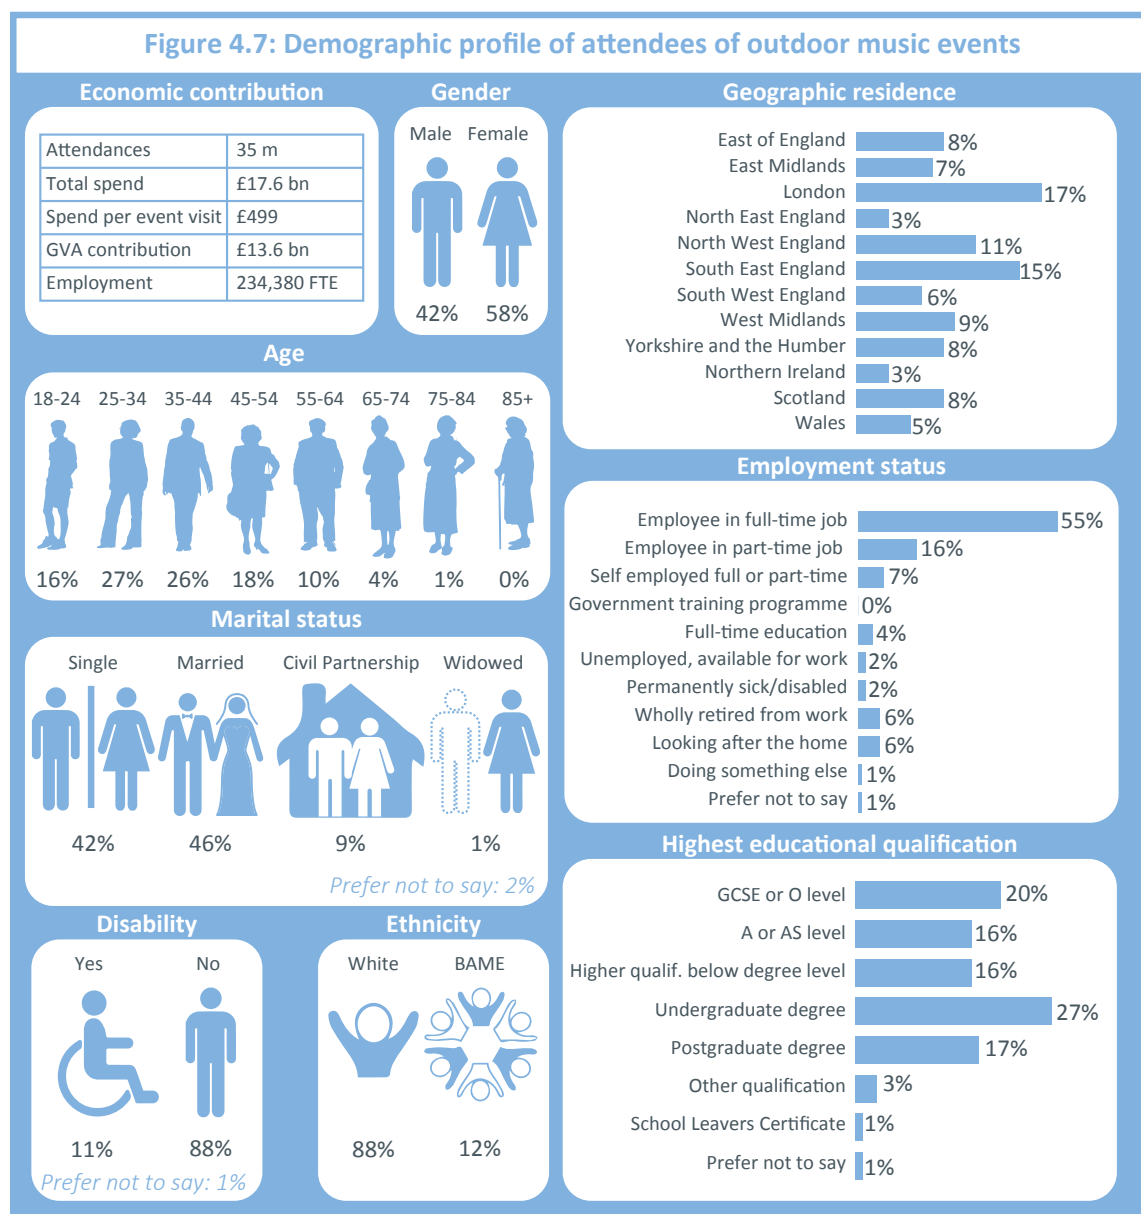 Figure 4.7: Demographic profile of attendees of outdoor music events
Economic contribution
Attendances 35 m
Total spend £17.6 bn
Spend per event visit £499
GVA contribution £13.6 bn
Employment 234,380 FTE
Gender
Male Female
42% 58%
Age
18-24 25-34 35-44 45-54 55-64 65-74 75-84 85+
16% 27% 26% 18% 10% 4% 1% 0%
Marital status
Single Married Civil Partnership Widowed
42% 46% 9% 1%
Prefer not to say: 2%
Disability
Yes No
11% 88%
Prefer not to say: 1%
Ethnicity
White BAME
88% 12%
Geographic residence
East of England 8%
East Midlands 7%
London 17%
North East England 3%
North West England 11%
South East England 15%
South West England 6%
West Midlands 9%
Yorkshire and the Humber 8%
Northern Ireland 3%
Scotland 8%
Wales 5%
Employment status
Employee in full-time job 55%
Employee in part-time job 16%
Self employed full or part-time 7%
Government training programme 0%
Full-time education 4%
Unemployed, available for work 2%
Permanently sick/disabled 2%
Wholly retired from work 6%
Looking after the home 6%
Doing something else 1%
Prefer not to say 1%
Highest educational qualification
GCSE or O level 20%
A or AS level 16%
Higher qualif. below degree level 16%
Undergraduate degree 27%
Postgraduate degree 17%
Other qualification 3%
School Leavers Certificate 1%
Prefer not to say 1%